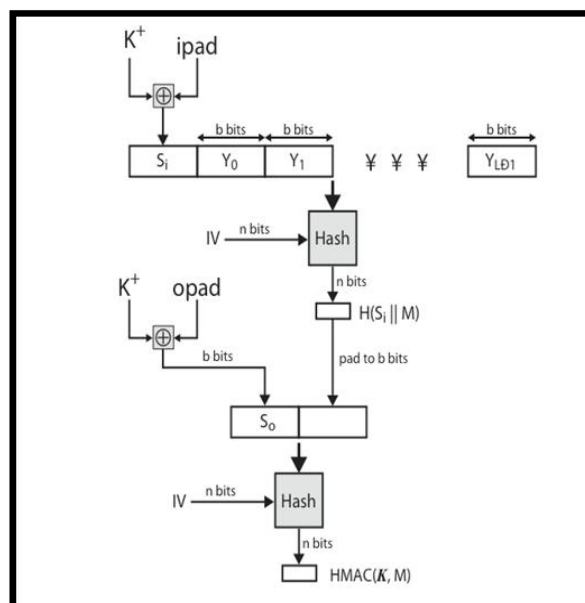 K+ ipad
⊕
b bits b bits b bits
Si Y0 Y1 ¥ ¥ ¥ YLÐ1
IV n bits Hash
n bits
K+ opad
H(Si || M)
⊕
b bits pad to b bits
So
IV n bits Hash
n bits
HMAC(K, M)